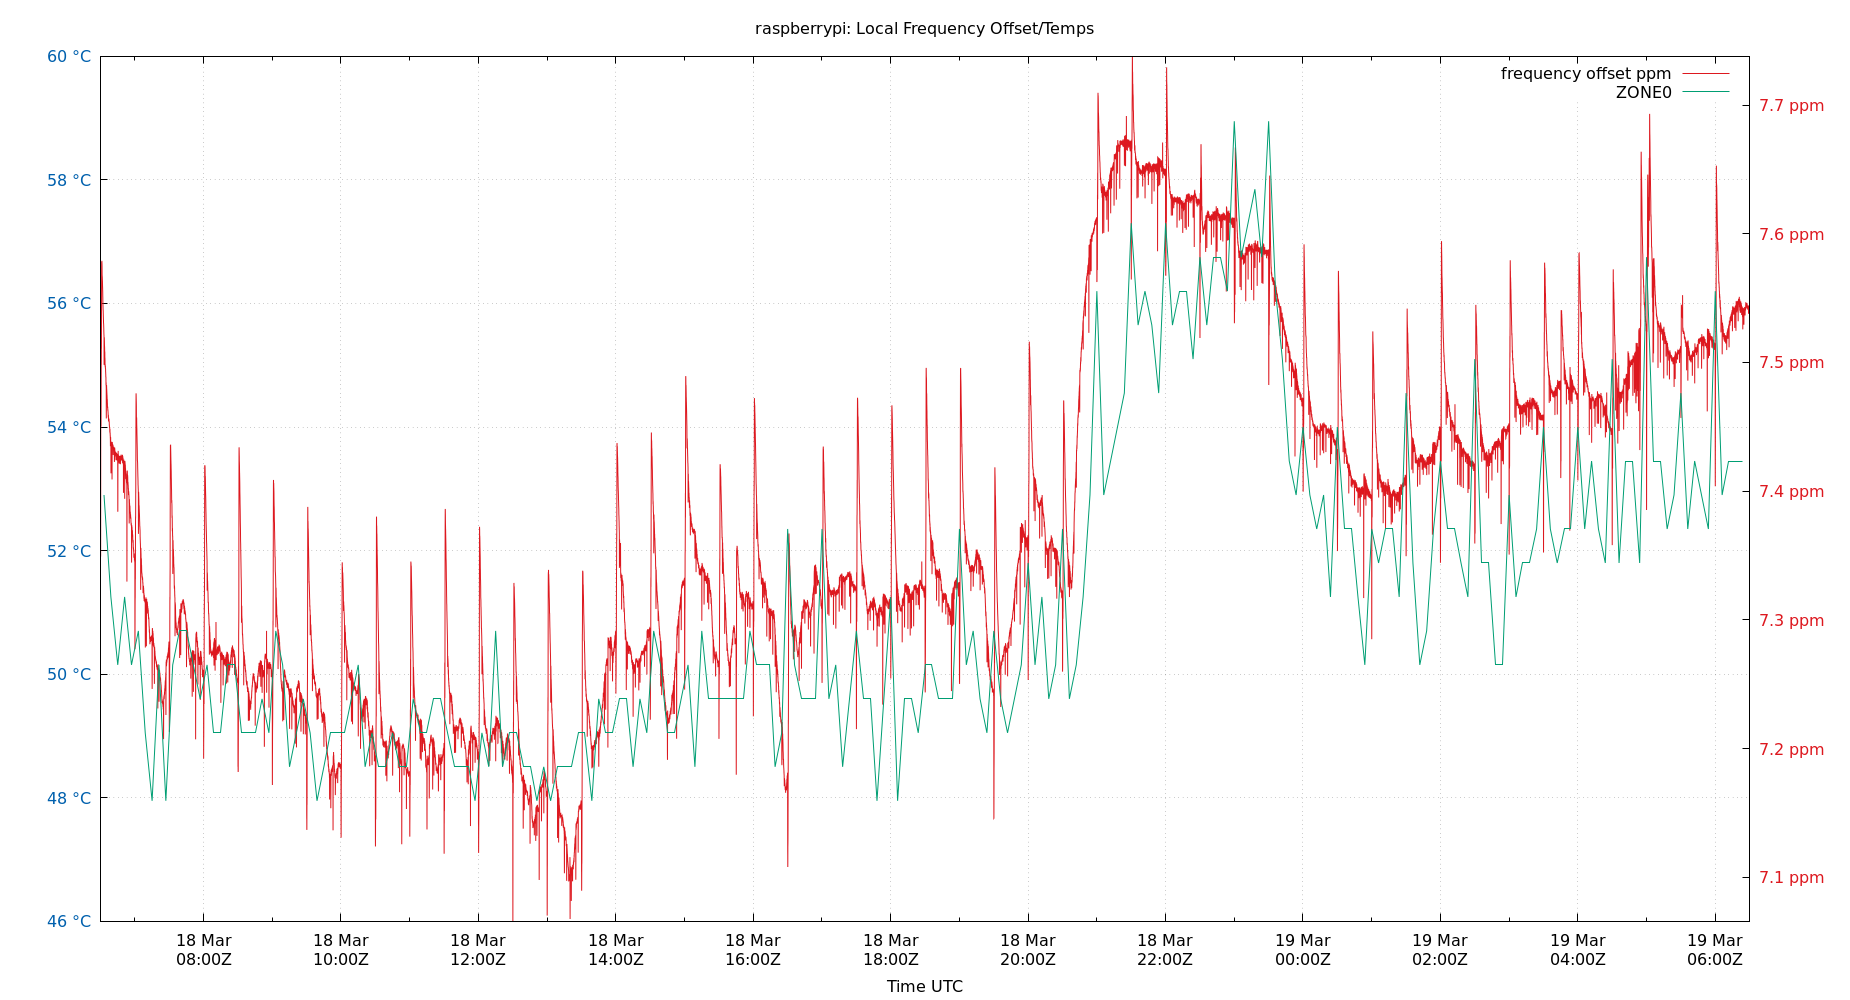 raspberrypi: Local Frequency Offset/Temps
60 °C
58 °C
56 °C
54 °C
52 °C
50 °C
48 °C
46 °C
frequency offset ppm
ZONE0
7.7 ppm
7.6 ppm
7.5 ppm
7.4 ppm
7.3 ppm
7.2 ppm
7.1 ppm
18 Mar 18 Mar 18 Mar 18 Mar 18 Mar 18 Mar 18 Mar 18 Mar 19 Mar 19 Mar 19 Mar 19 Mar
08:00Z 10:00Z 12:00Z 14:00Z 16:00Z 18:00Z 20:00Z 22:00Z 00:00Z 02:00Z 04:00Z 06:00Z
Time UTC